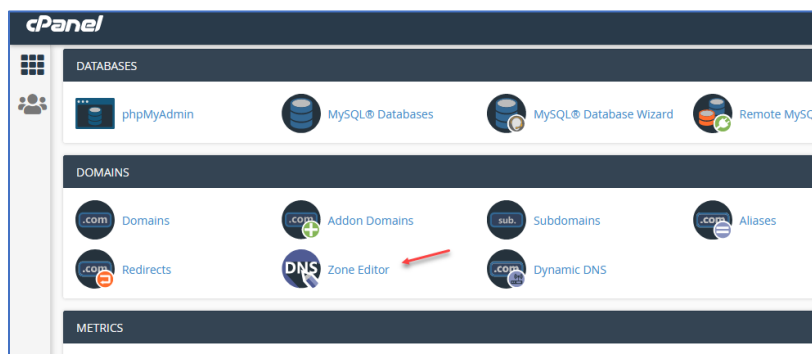 cPanel
DATABASES
phpMyAdmin
MySQL® Databases
MySQL® Database Wizard
Remote MySQ
DOMAINS
.com Domains
.com Addon Domains
sub. Subdomains
.com Aliases
.com Redirects
DNS Zone Editor
.com Dynamic DNS
METRICS